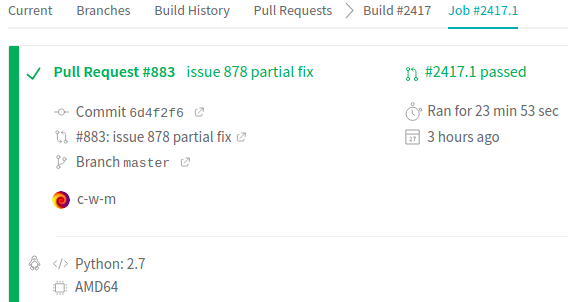 Current Branches Build History Pull Requests Build #2417 Job #2417.1
Pull Request #883 issue 878 partial fix #2417.1 passed
Commit 6d4f2f6 Ran for 23 min 53 sec
#883: issue 878 partial fix 27 3 hours ago
Branch master
c-w-m
Python: 2.7
AMD64